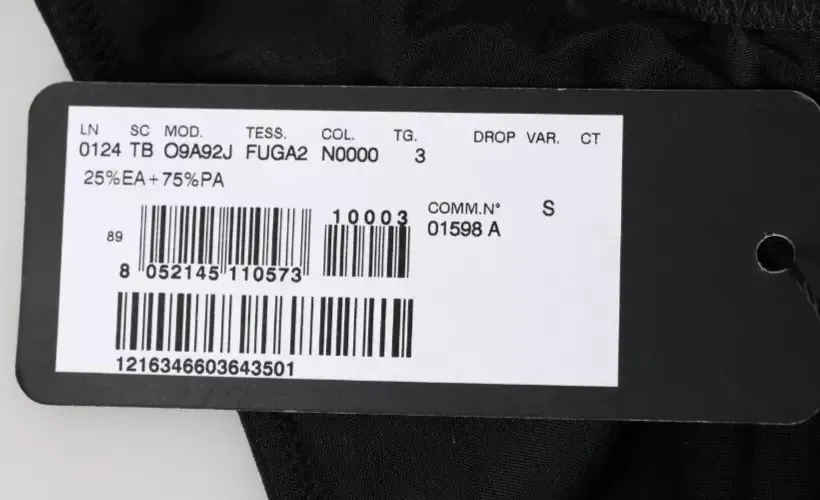 LN SC MOD. TESS. COL. TG. DROP VAR. CT
0124 TB O9A92J FUGA2 N0000 3
25%EA+75%PA
COMM.N° S
01598 A
10003
89
8 052145 110573
1216346603643501